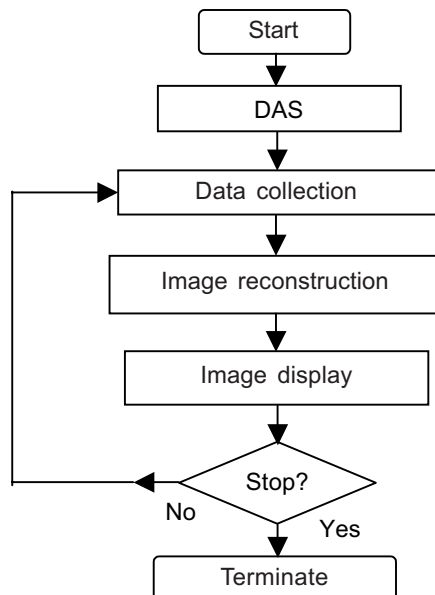 Start
DAS
Data collection
Image reconstruction
Image display
Stop?
No
Yes
Terminate